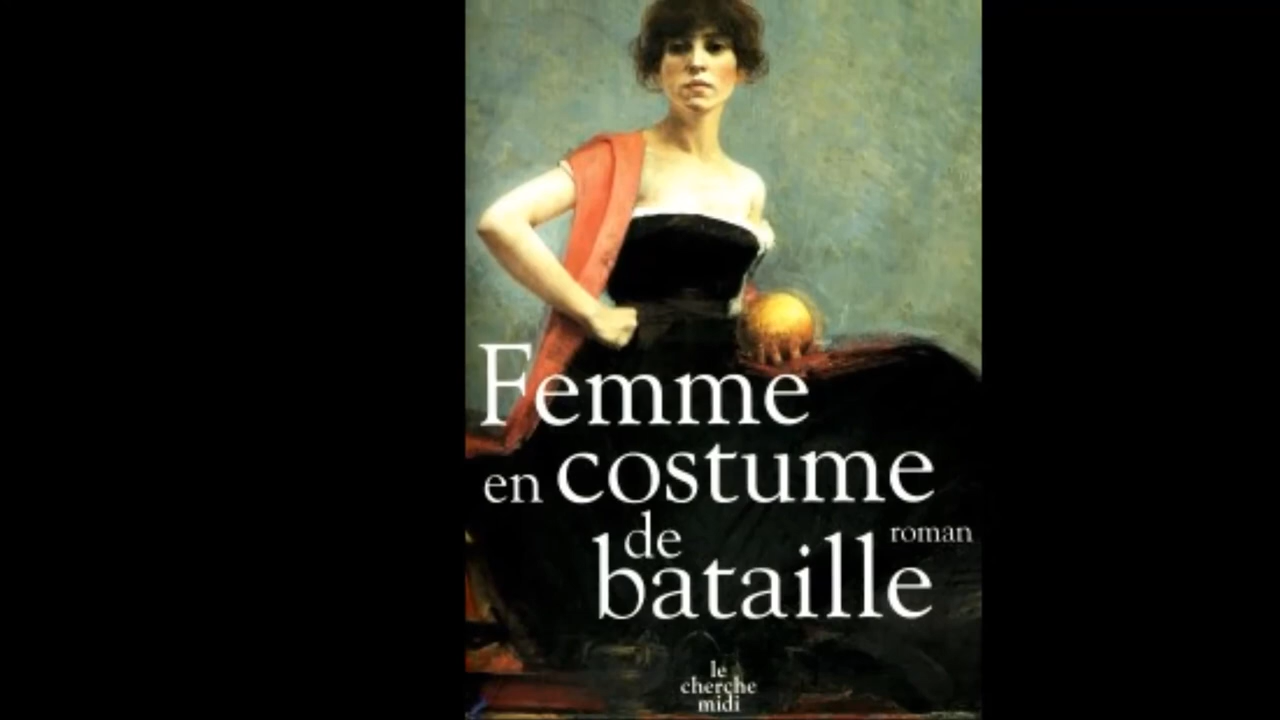 Femme
en costume
de
roman
bataille
le
cherche
midi